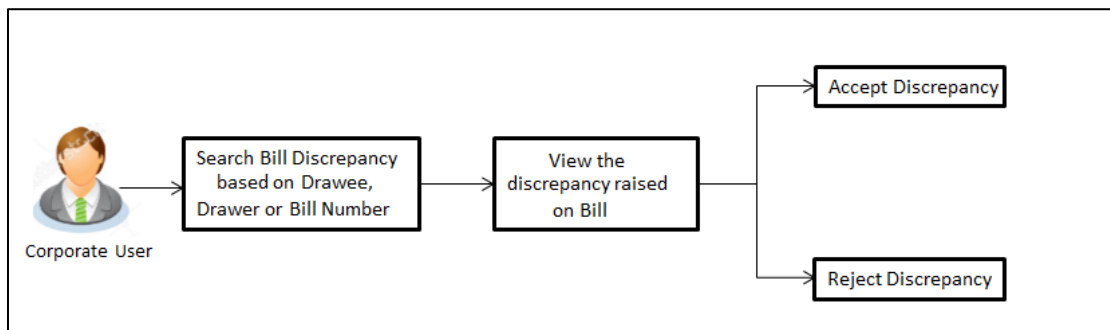 Search Bill Discrepancy
based on Drawee,
Drawer or Bill Number
View the
discrepancy raised
on Bill
Accept Discrepancy
Reject Discrepancy
Corporate User